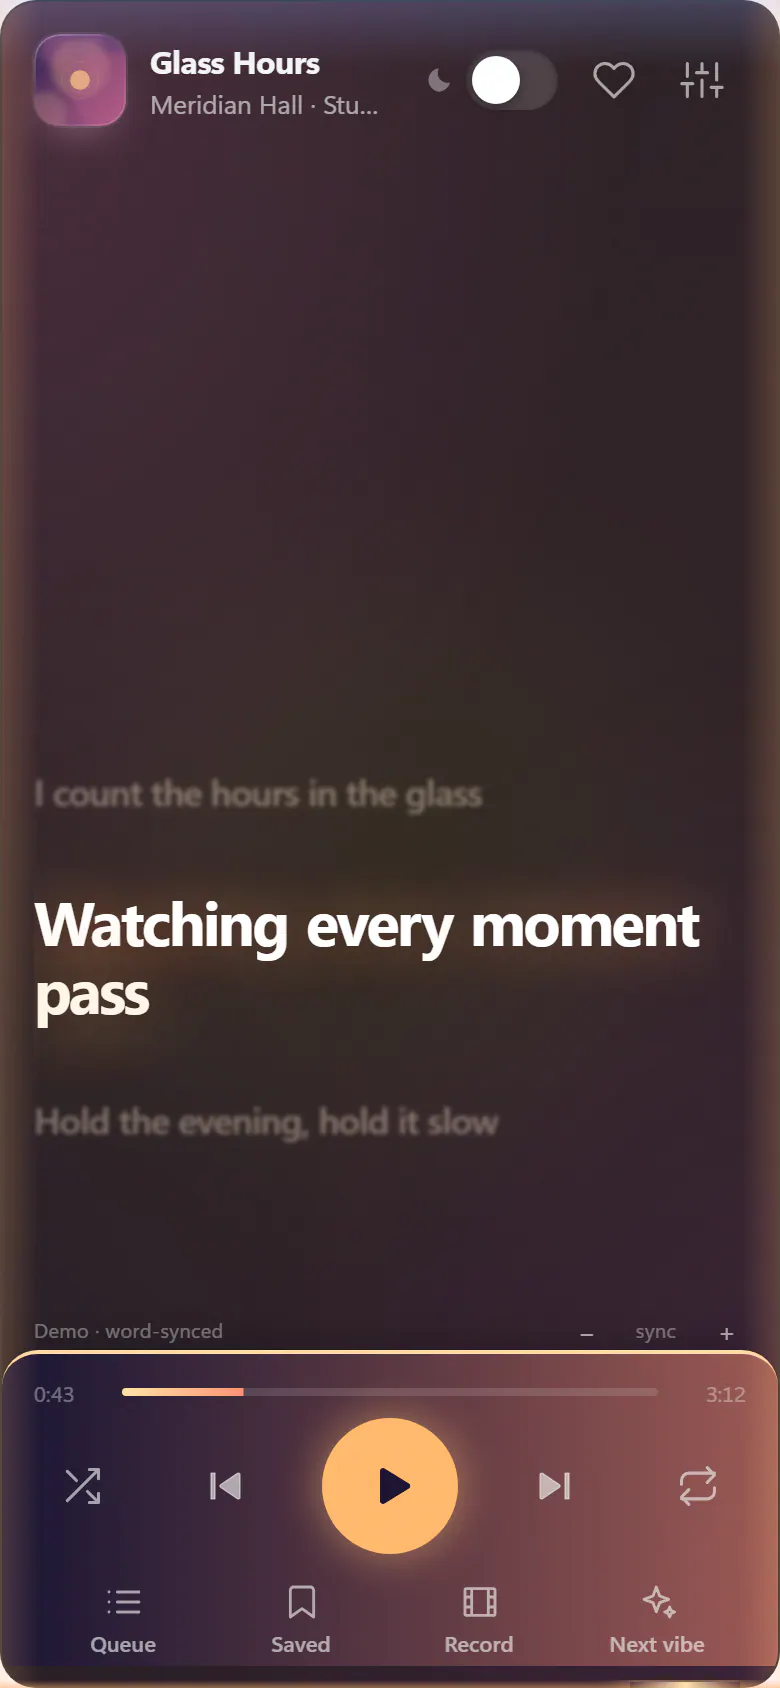 Glass Hours
Meridian Hall · Stu...
I count the hours in the glass
Watching every moment
pass
Hold the evening, hold it slow
Demo · word-synced
− sync +
0:43 3:12
Queue Saved Record Next vibe